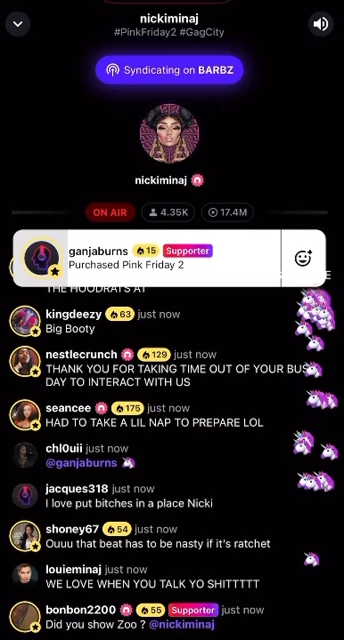 nickiminaj
#PinkFriday2 #GagCity
Syndicating on BARBZ
nickiminaj
ON AIR 4.35K 17.4M
ganjaburns 15 Supporter
Purchased Pink Friday 2
THE HOODRATS AT
kingdeezy 63 just now
Big Booty
nestlecrunch 129 just now
THANK YOU FOR TAKING TIME OUT OF YOUR BUS
DAY TO INTERACT WITH US
seancee 175 just now
HAD TO TAKE A LIL NAP TO PREPARE LOL
chl0uii just now
@ganjaburns
jacques318 just now
I love put bitches in a place Nicki
shoney67 54 just now
Ouuu that beat has to be nasty if it's ratchet
louieminaj just now
WE LOVE WHEN YOU TALK YO SHITTTTT
bonbon2200 55 Supporter just now
Did you show Zoo ? @nickiminaj